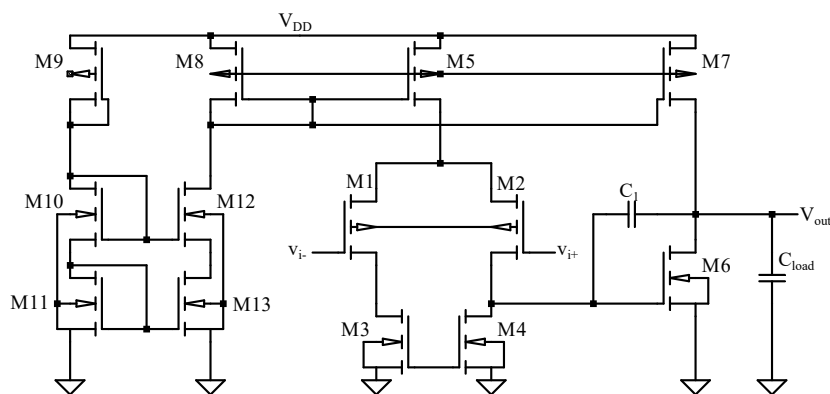 V_DD
M9
M8
M5
M7
M1
M2
M10
M12
C_1
V_out
v_i-
v_i+
M6
C_load
M11
M13
M3
M4